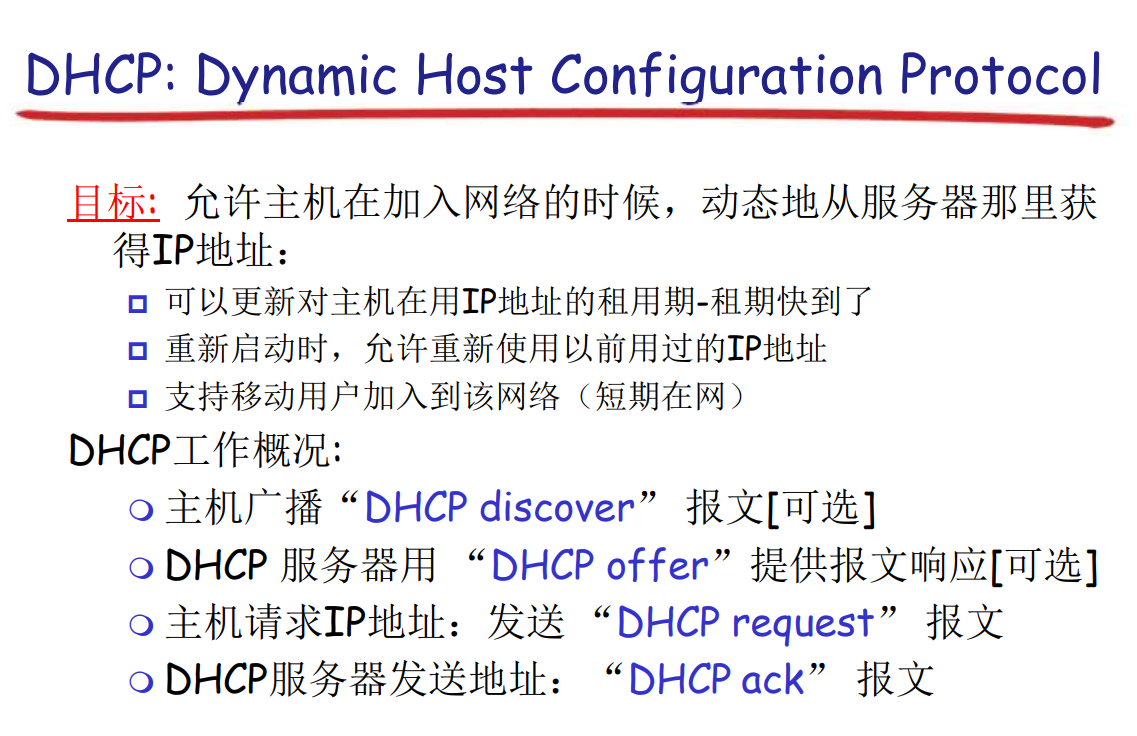 DHCP: Dynamic Host Configuration Protocol
目标: 允许主机在加入网络的时候，动态地从服务器那里获
得IP地址：
可以更新对主机在用IP地址的租用期-租期快到了
重新启动时，允许重新使用以前用过的IP地址
支持移动用户加入到该网络（短期在网）
DHCP工作概况:
主机广播“DHCP discover” 报文[可选]
DHCP 服务器用 “DHCP offer”提供报文响应[可选]
主机请求IP地址：发送 “DHCP request” 报文
DHCP服务器发送地址：“DHCP ack” 报文